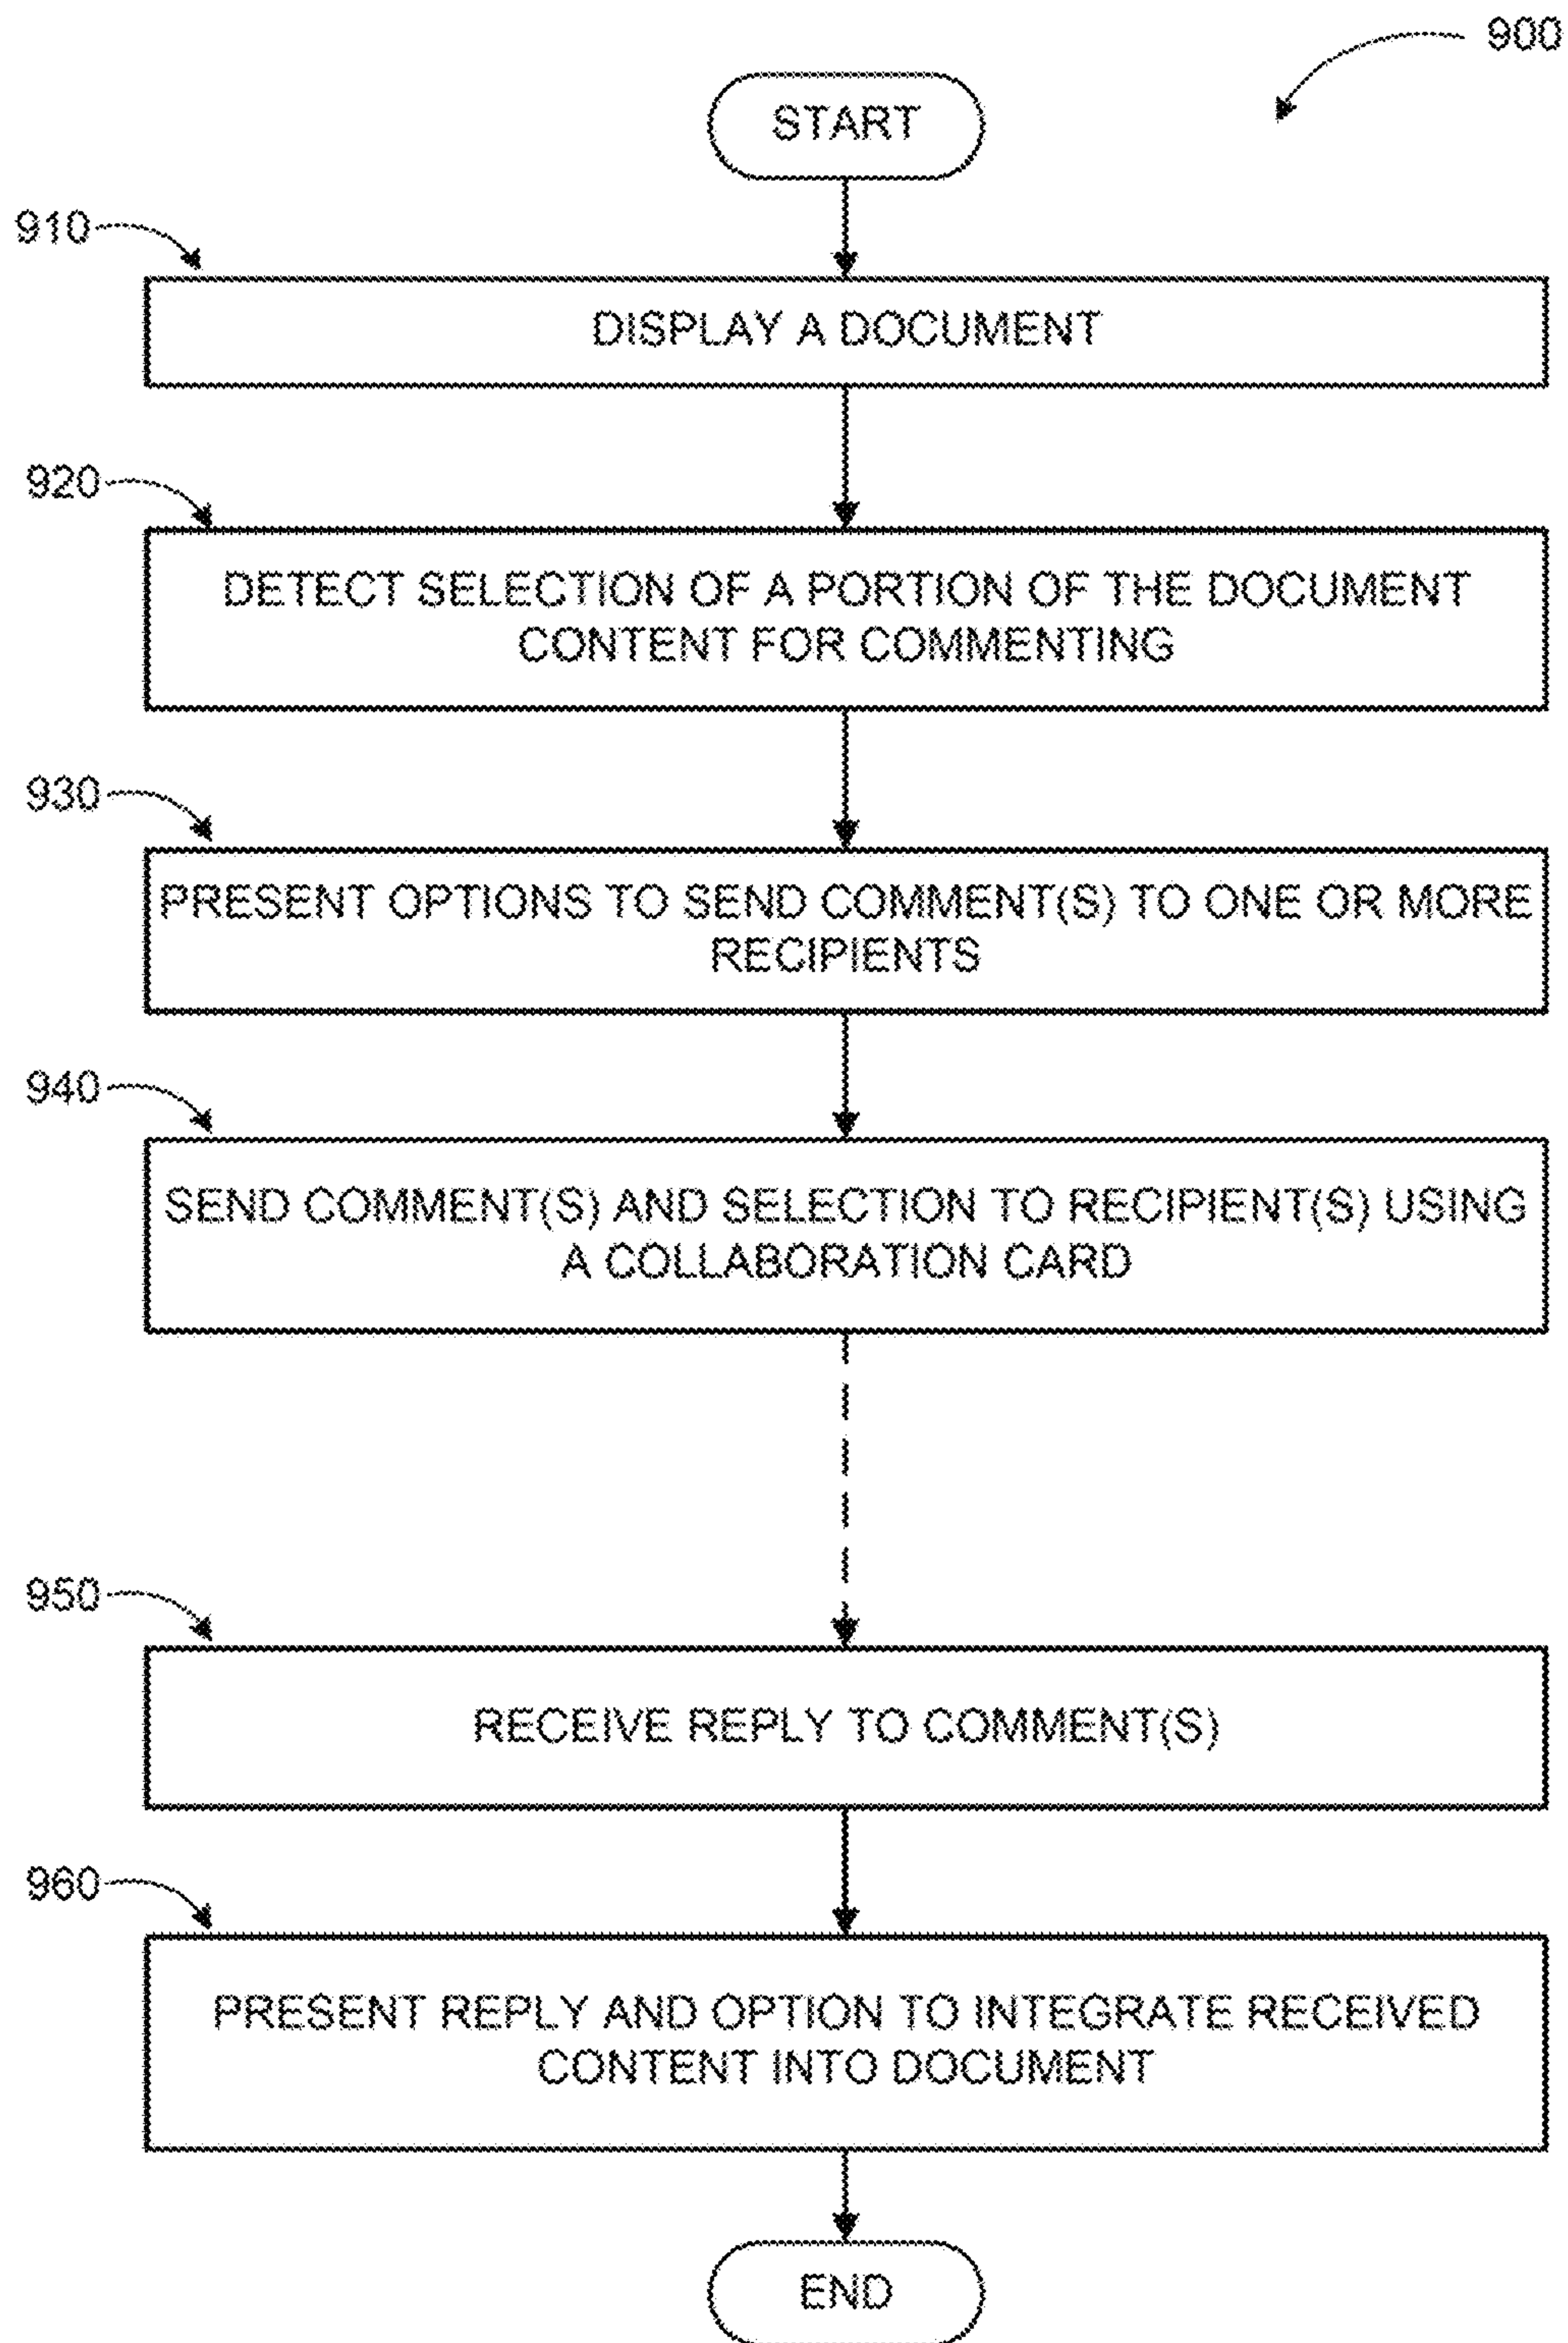 900
START
910
DISPLAY A DOCUMENT
920
DETECT SELECTION OF A PORTION OF THE DOCUMENT
CONTENT FOR COMMENTING
930
PRESENT OPTIONS TO SEND COMMENT(S) TO ONE OR MORE
RECIPIENTS
940
SEND COMMENT(S) AND SELECTION TO RECIPIENT(S) USING
A COLLABORATION CARD
950
RECEIVE REPLY TO COMMENT(S)
960
PRESENT REPLY AND OPTION TO INTEGRATE RECEIVED
CONTENT INTO DOCUMENT
END